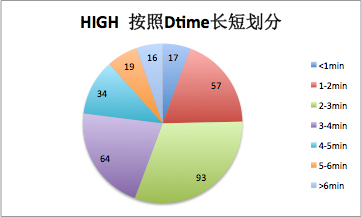 HIGH 按照Dtime长短划分
16
17
19
57
34
64
93
<1min
1-2min
2-3min
3-4min
4-5min
5-6min
>6min